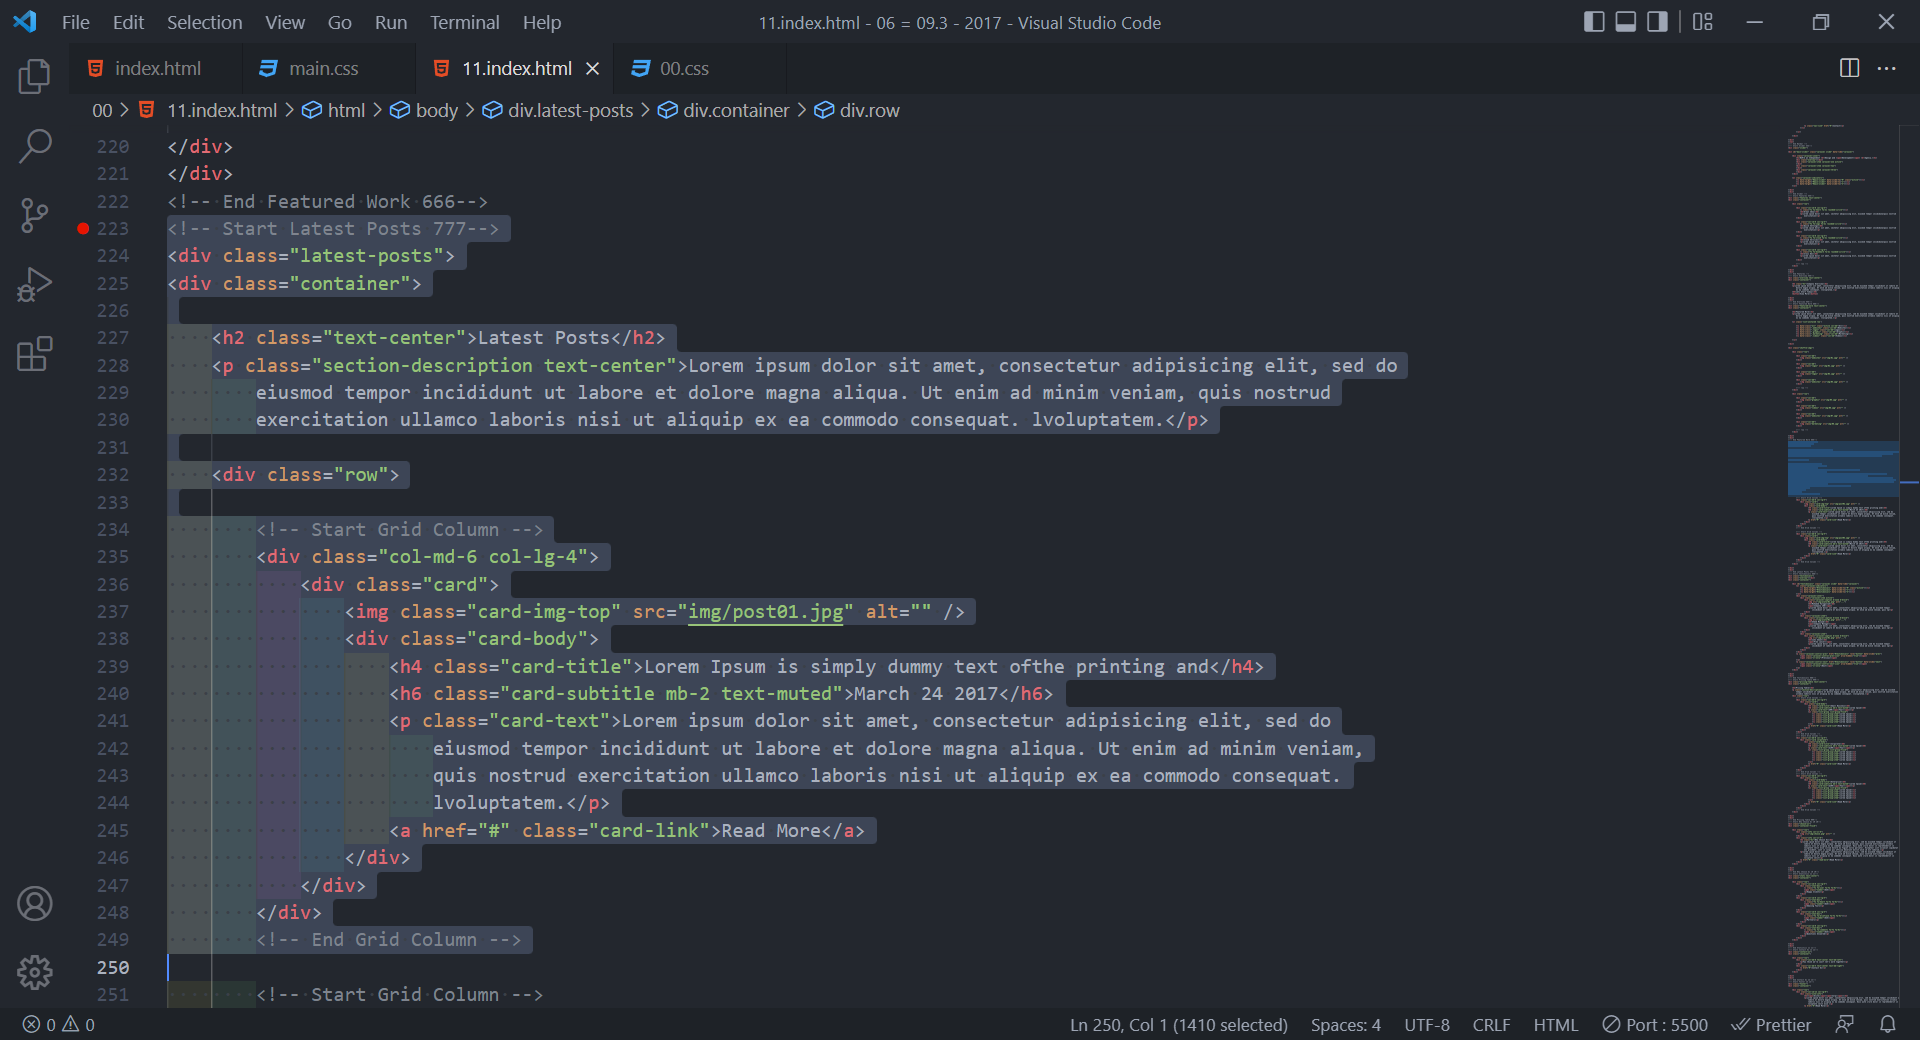 File Edit Selection View Go Run Terminal Help
11.index.html - 06 = 09.3 - 2017 - Visual Studio Code
index.html
main.css
11.index.html
00.css
00 > 11.index.html > html > body > div.latest-posts > div.container > div.row
220 </div>
221 </div>
222 <!-- End Featured Work 666-->
223 <!-- Start Latest Posts 777-->
224 <div class="latest-posts">
225 <div class="container">
226
227 <h2 class="text-center">Latest Posts</h2>
228 <p class="section-description text-center">Lorem ipsum dolor sit amet, consectetur adipisicing elit, sed do
229 eiusmod tempor incididunt ut labore et dolore magna aliqua. Ut enim ad minim veniam, quis nostrud
230 exercitation ullamco laboris nisi ut aliquip ex ea commodo consequat. lvoluptatem.</p>
231
232 <div class="row">
233
234 <!-- Start Grid Column -->
235 <div class="col-md-6 col-lg-4">
236 <div class="card">
237 <img class="card-img-top" src="img/post01.jpg" alt="" />
238 <div class="card-body">
239 <h4 class="card-title">Lorem Ipsum is simply dummy text ofthe printing and</h4>
240 <h6 class="card-subtitle mb-2 text-muted">March 24 2017</h6>
241 <p class="card-text">Lorem ipsum dolor sit amet, consectetur adipisicing elit, sed do
242 eiusmod tempor incididunt ut labore et dolore magna aliqua. Ut enim ad minim veniam,
243 quis nostrud exercitation ullamco laboris nisi ut aliquip ex ea commodo consequat.
244 lvoluptatem.</p>
245 <a href="#" class="card-link">Read More</a>
246 </div>
247 </div>
248 </div>
249 <!-- End Grid Column -->
250
251 <!-- Start Grid Column -->
0 0
Ln 250, Col 1 (1410 selected) Spaces: 4 UTF-8 CRLF HTML Port : 5500 Prettier